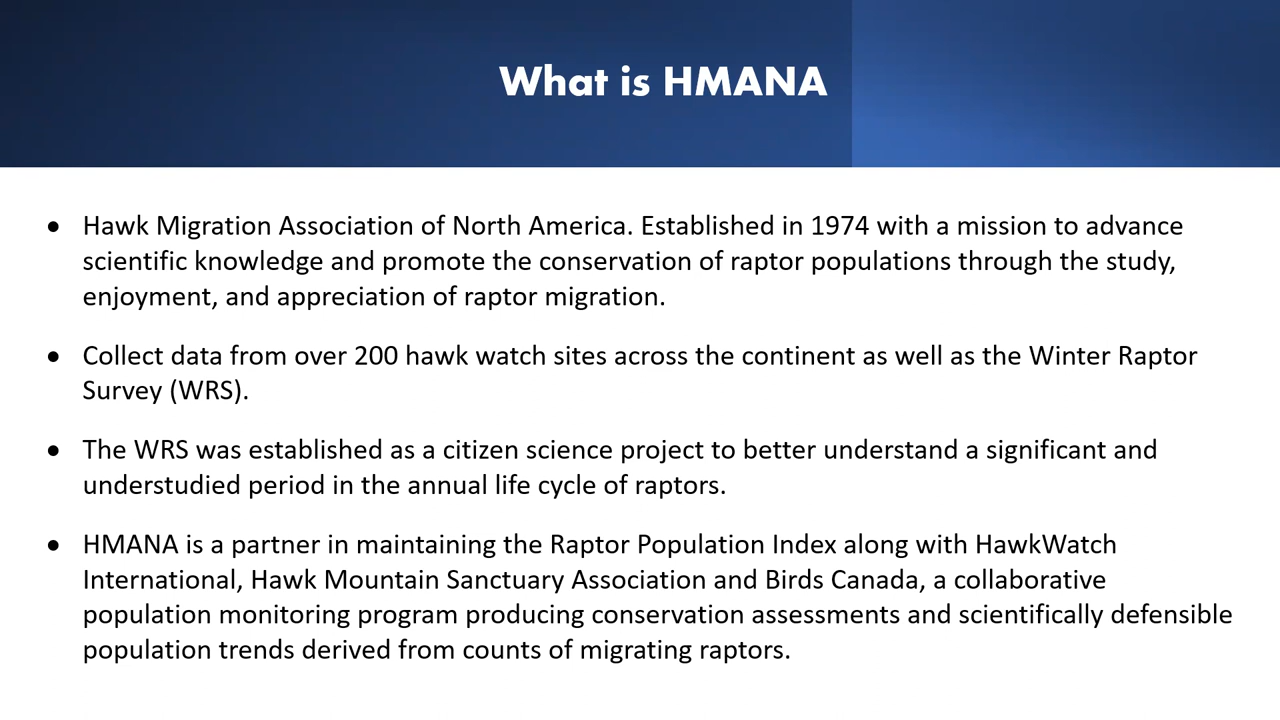 What is HMANA
• Hawk Migration Association of North America. Established in 1974 with a mission to advance
scientific knowledge and promote the conservation of raptor populations through the study,
enjoyment, and appreciation of raptor migration.
• Collect data from over 200 hawk watch sites across the continent as well as the Winter Raptor
Survey (WRS).
• The WRS was established as a citizen science project to better understand a significant and
understudied period in the annual life cycle of raptors.
• HMANA is a partner in maintaining the Raptor Population Index along with HawkWatch
International, Hawk Mountain Sanctuary Association and Birds Canada, a collaborative
population monitoring program producing conservation assessments and scientifically defensible
population trends derived from counts of migrating raptors.